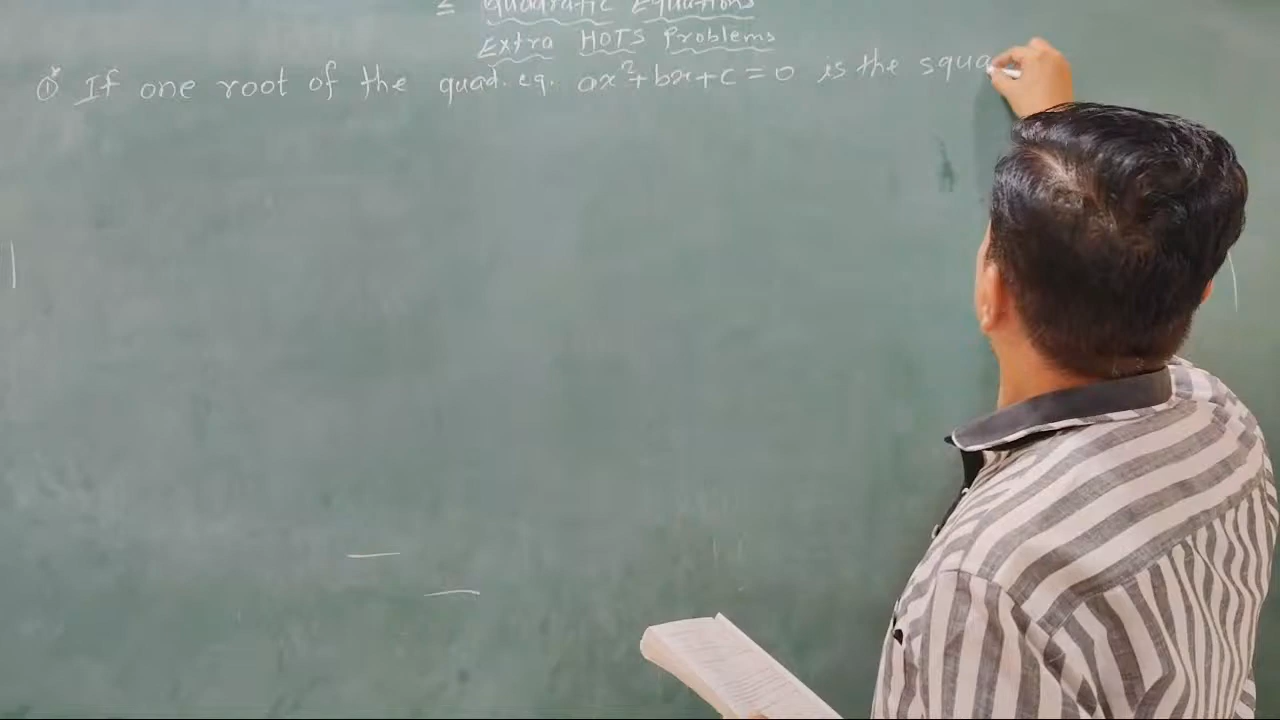 Quadratic Equations
Extra HOTS Problems
① If one root of the quad. eq. ax²+bx+c=0 is the squa